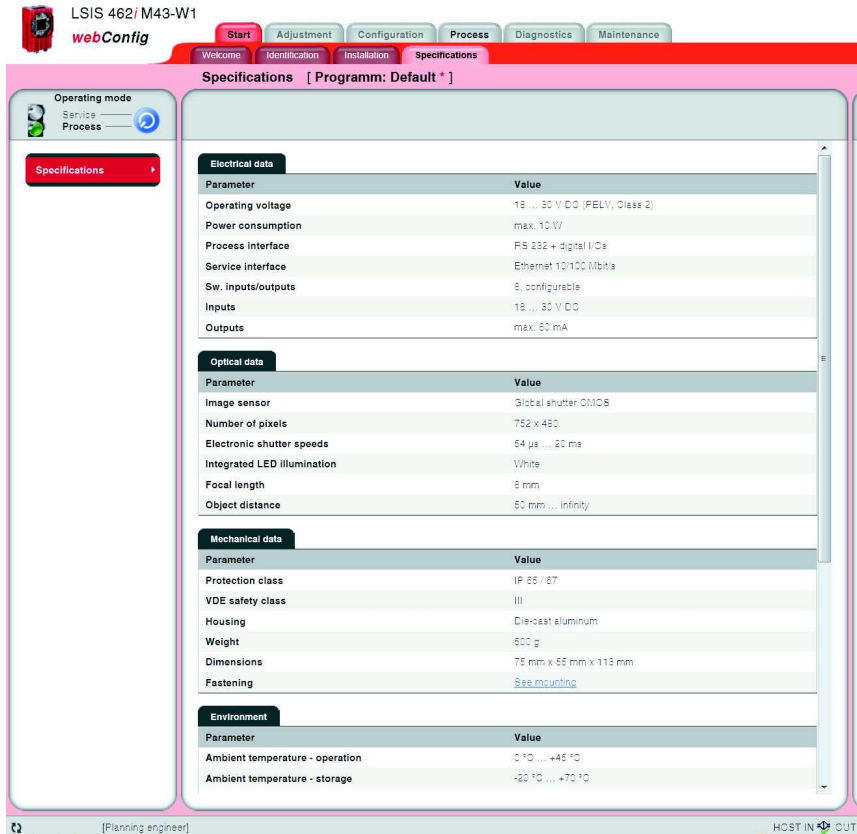 LSIS 462i M43-W1
webConfig
Start Adjustment Configuration Process Diagnostics Maintenance
Welcome Identification Installation Specifications
Specifications [ Programm: Default * ]
Operating mode
Service
Process
Specifications
Electrical data
Parameter Value
Operating voltage 18 ... 30 V DC (PELV, Class 2)
Power consumption max. 10 W
Process interface RS 232 + digital I/Os
Service interface Ethernet 10/100 Mbit/s
Sw. inputs/outputs 8, configurable
Inputs 18 ... 30 V DC
Outputs max. 60 mA
Optical data
Parameter Value
Image sensor Global shutter CMOS
Number of pixels 752 x 480
Electronic shutter speeds 54 µs ... 20 ms
Integrated LED illumination White
Focal length 8 mm
Object distance 50 mm ... infinity
Mechanical data
Parameter Value
Protection class IP 65 / 67
VDE safety class III
Housing Die-cast aluminum
Weight 500 g
Dimensions 75 mm x 55 mm x 113 mm
Fastening See mounting
Environment
Parameter Value
Ambient temperature - operation 0 °C ... +45 °C
Ambient temperature - storage -20 °C ... +70 °C
[Planning engineer] HOST IN OUT